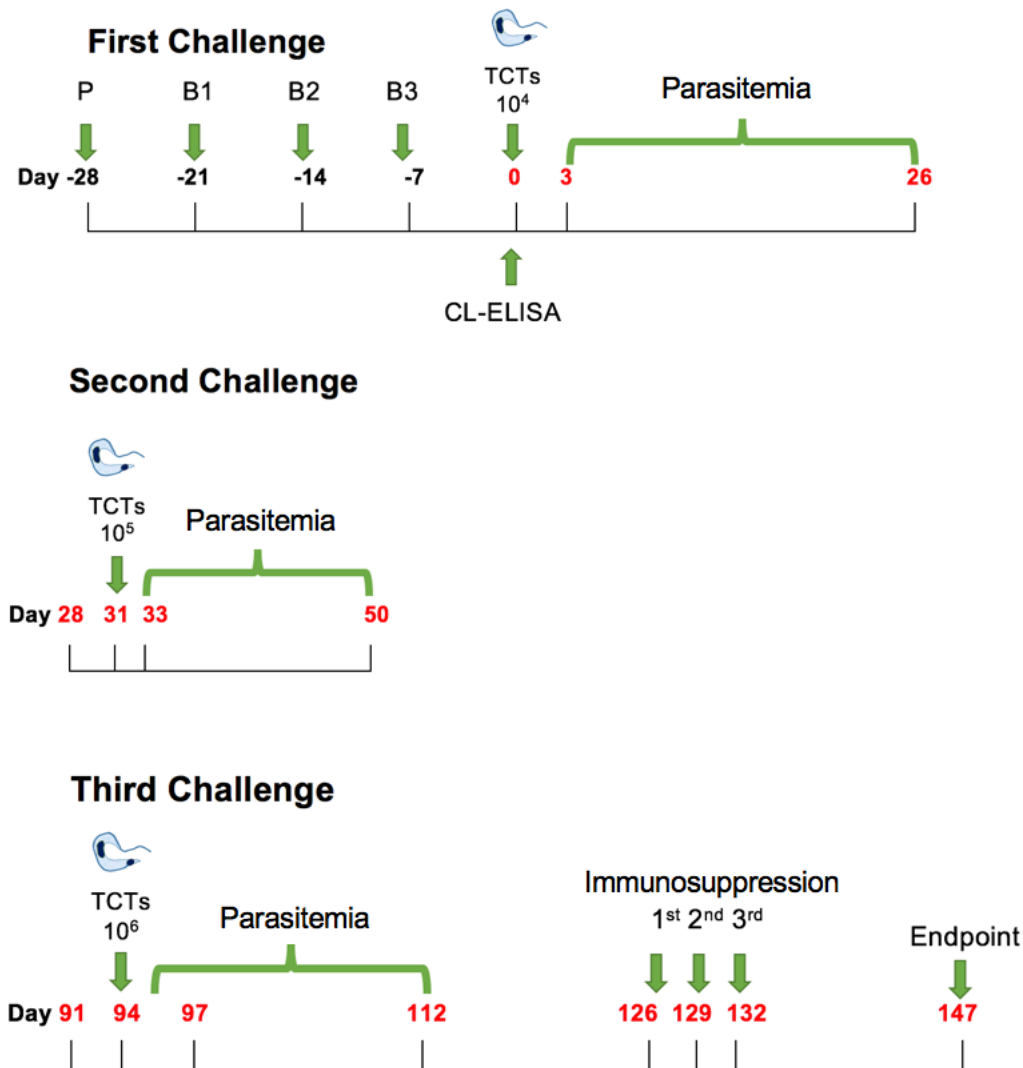 First Challenge
P B1 B2 B3 TCTs Parasitemia
10⁴
Day -28 -21 -14 -7 0 3 26
CL-ELISA
Second Challenge
TCTs
10⁵ Parasitemia
Day 28 31 33 50
Third Challenge
Immunosuppression
TCTs
10⁶ Parasitemia 1st 2nd 3rd Endpoint
Day 91 94 97 112 126 129 132 147